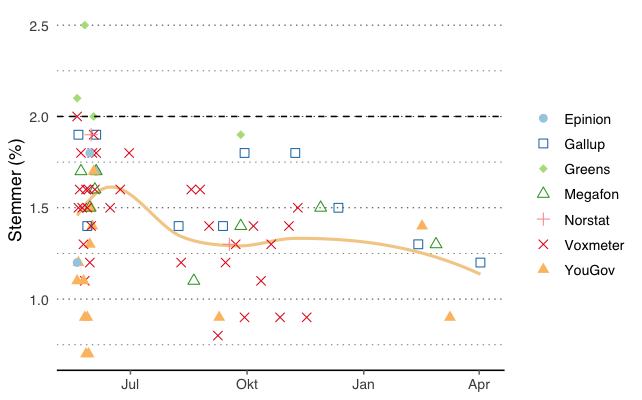 2.5
2.0
1.5
1.0
Stemmer (%)
Jul
Okt
Jan
Apr
Epinion
Gallup
Greens
Megafon
Norstat
Voxmeter
YouGov